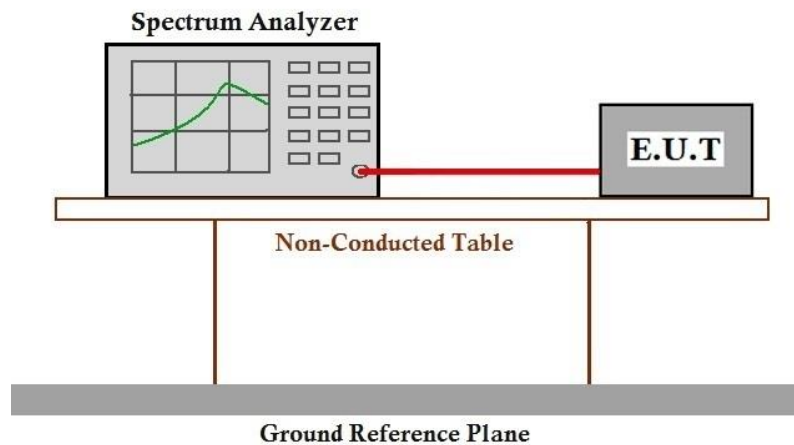 Spectrum Analyzer
E.U.T
Non-Conducted Table
Ground Reference Plane